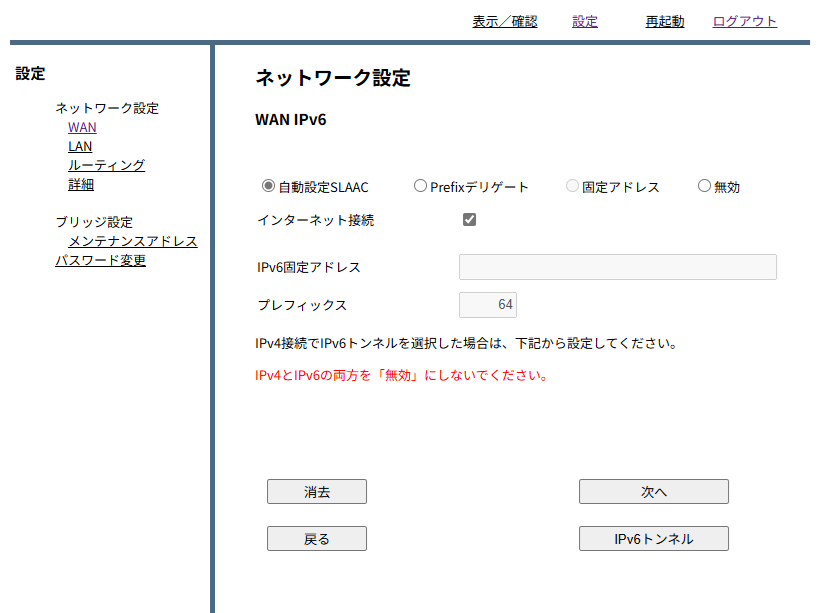 表示／確認 設定 再起動 ログアウト
設定
ネットワーク設定
WAN
LAN
ルーティング
詳細
ブリッジ設定
メンテナンスアドレス
パスワード変更
ネットワーク設定
WAN IPv6
自動設定SLAAC Prefixデリゲート 固定アドレス 無効
インターネット接続
IPv6固定アドレス
プレフィックス 64
IPv4接続でIPv6トンネルを選択した場合は、下記から設定してください。
IPv4とIPv6の両方を「無効」にしないでください。
消去 次へ
戻る IPv6トンネル